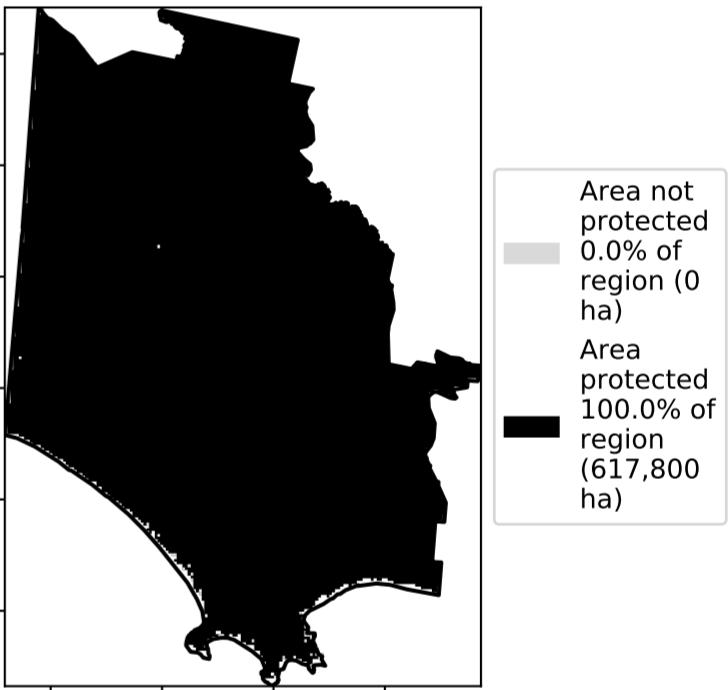 Area not
protected
0.0% of
region (0
ha)
Area
protected
100.0% of
region
(617,800
ha)